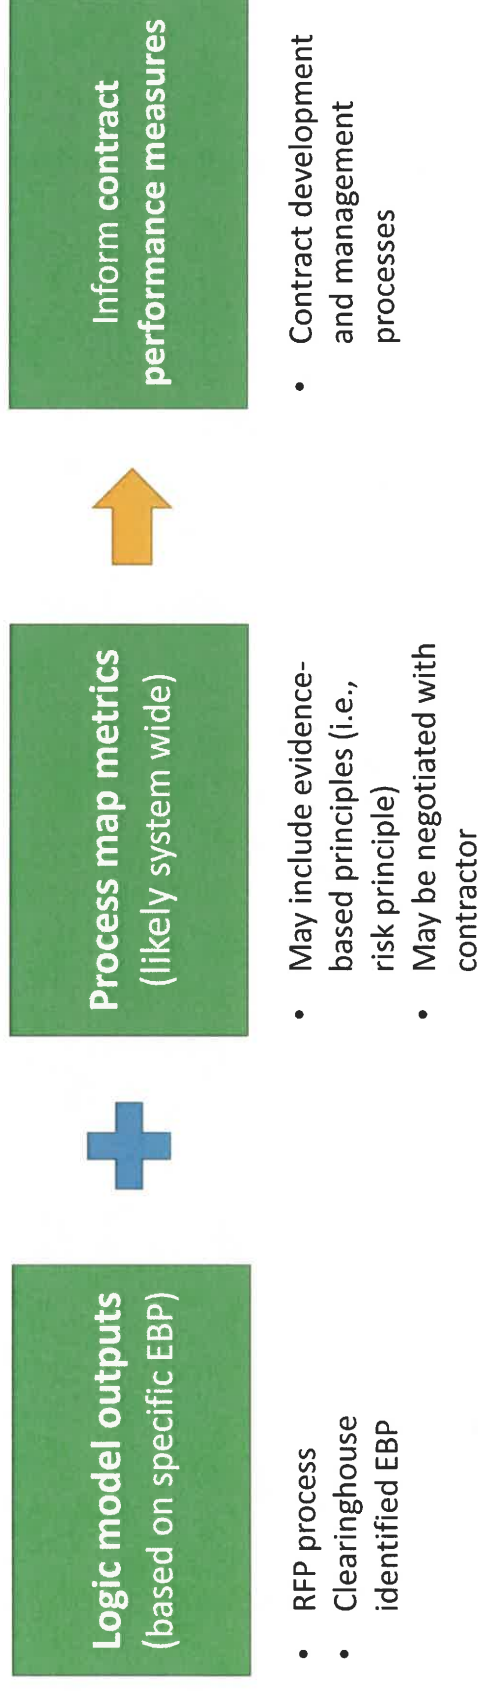 Logic model outputs
(based on specific EBP)
• RFP process
• Clearinghouse
identified EBP
Process map metrics
(likely system wide)
• May include evidence-
based principles (i.e.,
risk principle)
• May be negotiated with
contractor
Inform contract
performance measures
• Contract development
and management
processes